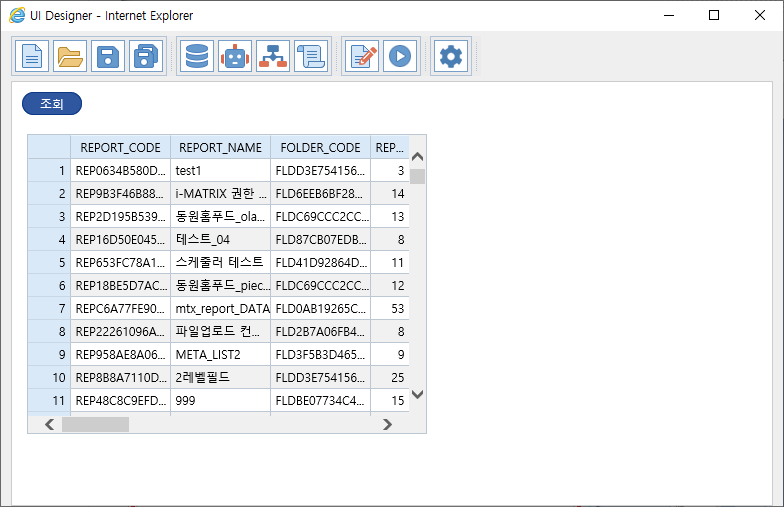 UI Designer - Internet Explorer
조회
REPORT_CODE REPORT_NAME FOLDER_CODE REP...
1 REP0634B580D... test1 FLDD3E754156... 3
2 REP9B3F46B88... i-MATRIX 권한 ... FLD6EEB6BF28... 14
3 REP2D195B539... 동원홈푸드_ola... FLDC69CCC2CC... 13
4 REP16D50E045... 테스트_04 FLD87CB07EDB... 8
5 REP653FC78A1... 스케줄러 테스트 FLD41D92864D... 11
6 REP18BE5D7AC... 동원홈푸드_piec... FLDC69CCC2CC... 12
7 REPC6A77FE90... mtx_report_DATA FLD0AB19265C... 53
8 REP22261096A... 파일업로드 컨... FLD2B7A06FB4... 8
9 REP958AE8A06... META_LIST2 FLD3F5B3D465... 9
10 REP8B8A7110D... 2레벨필드 FLDD3E754156... 25
11 REP48C8C9EFD... 999 FLDBE07734C4... 15